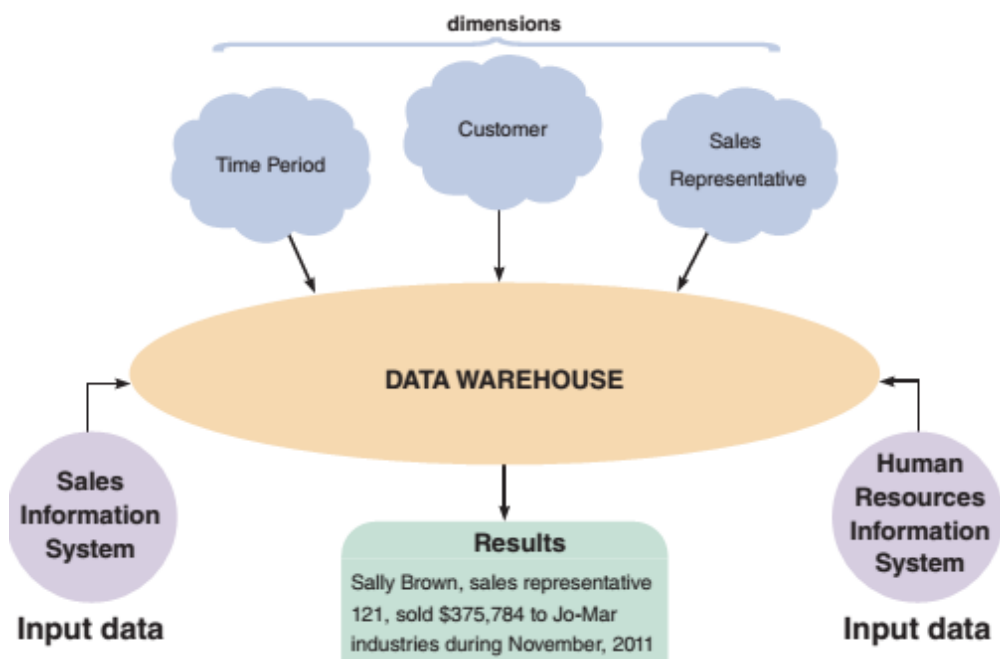 dimensions
Time Period
Customer
Sales
Representative
DATA WAREHOUSE
Sales
Information
System
Input data
Results
Sally Brown, sales representative
121, sold $375,784 to Jo-Mar
industries during November, 2011
Human
Resources
Information
System
Input data